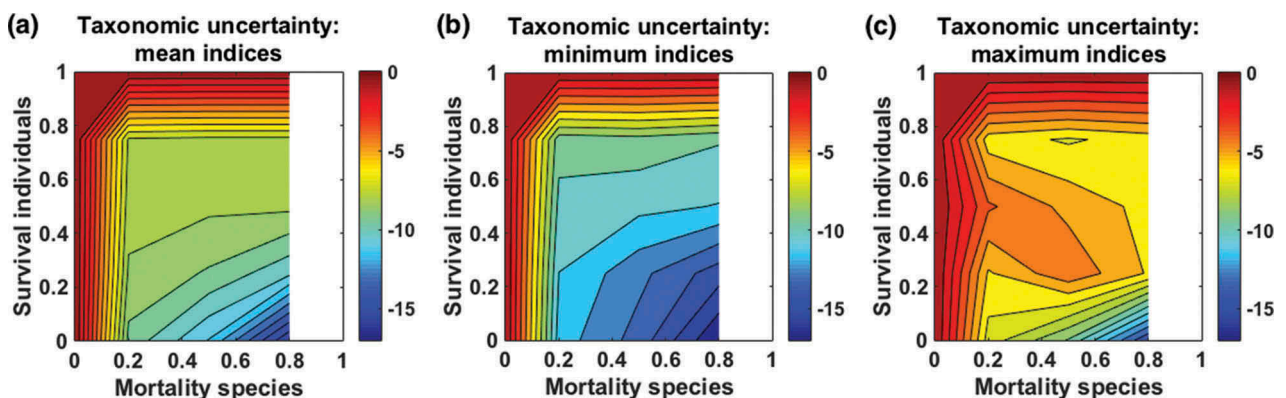 (a)
Taxonomic uncertainty:
mean indices
Survival individuals
1
0.8
0.6
0.4
0.2
0
0 0.2 0.4 0.6 0.8 1
Mortality species
0
-5
-10
-15
(b)
Taxonomic uncertainty:
minimum indices
Survival individuals
1
0.8
0.6
0.4
0.2
0
0 0.2 0.4 0.6 0.8 1
Mortality species
0
-5
-10
-15
(c)
Taxonomic uncertainty:
maximum indices
Survival individuals
1
0.8
0.6
0.4
0.2
0
0 0.2 0.4 0.6 0.8 1
Mortality species
0
-5
-10
-15